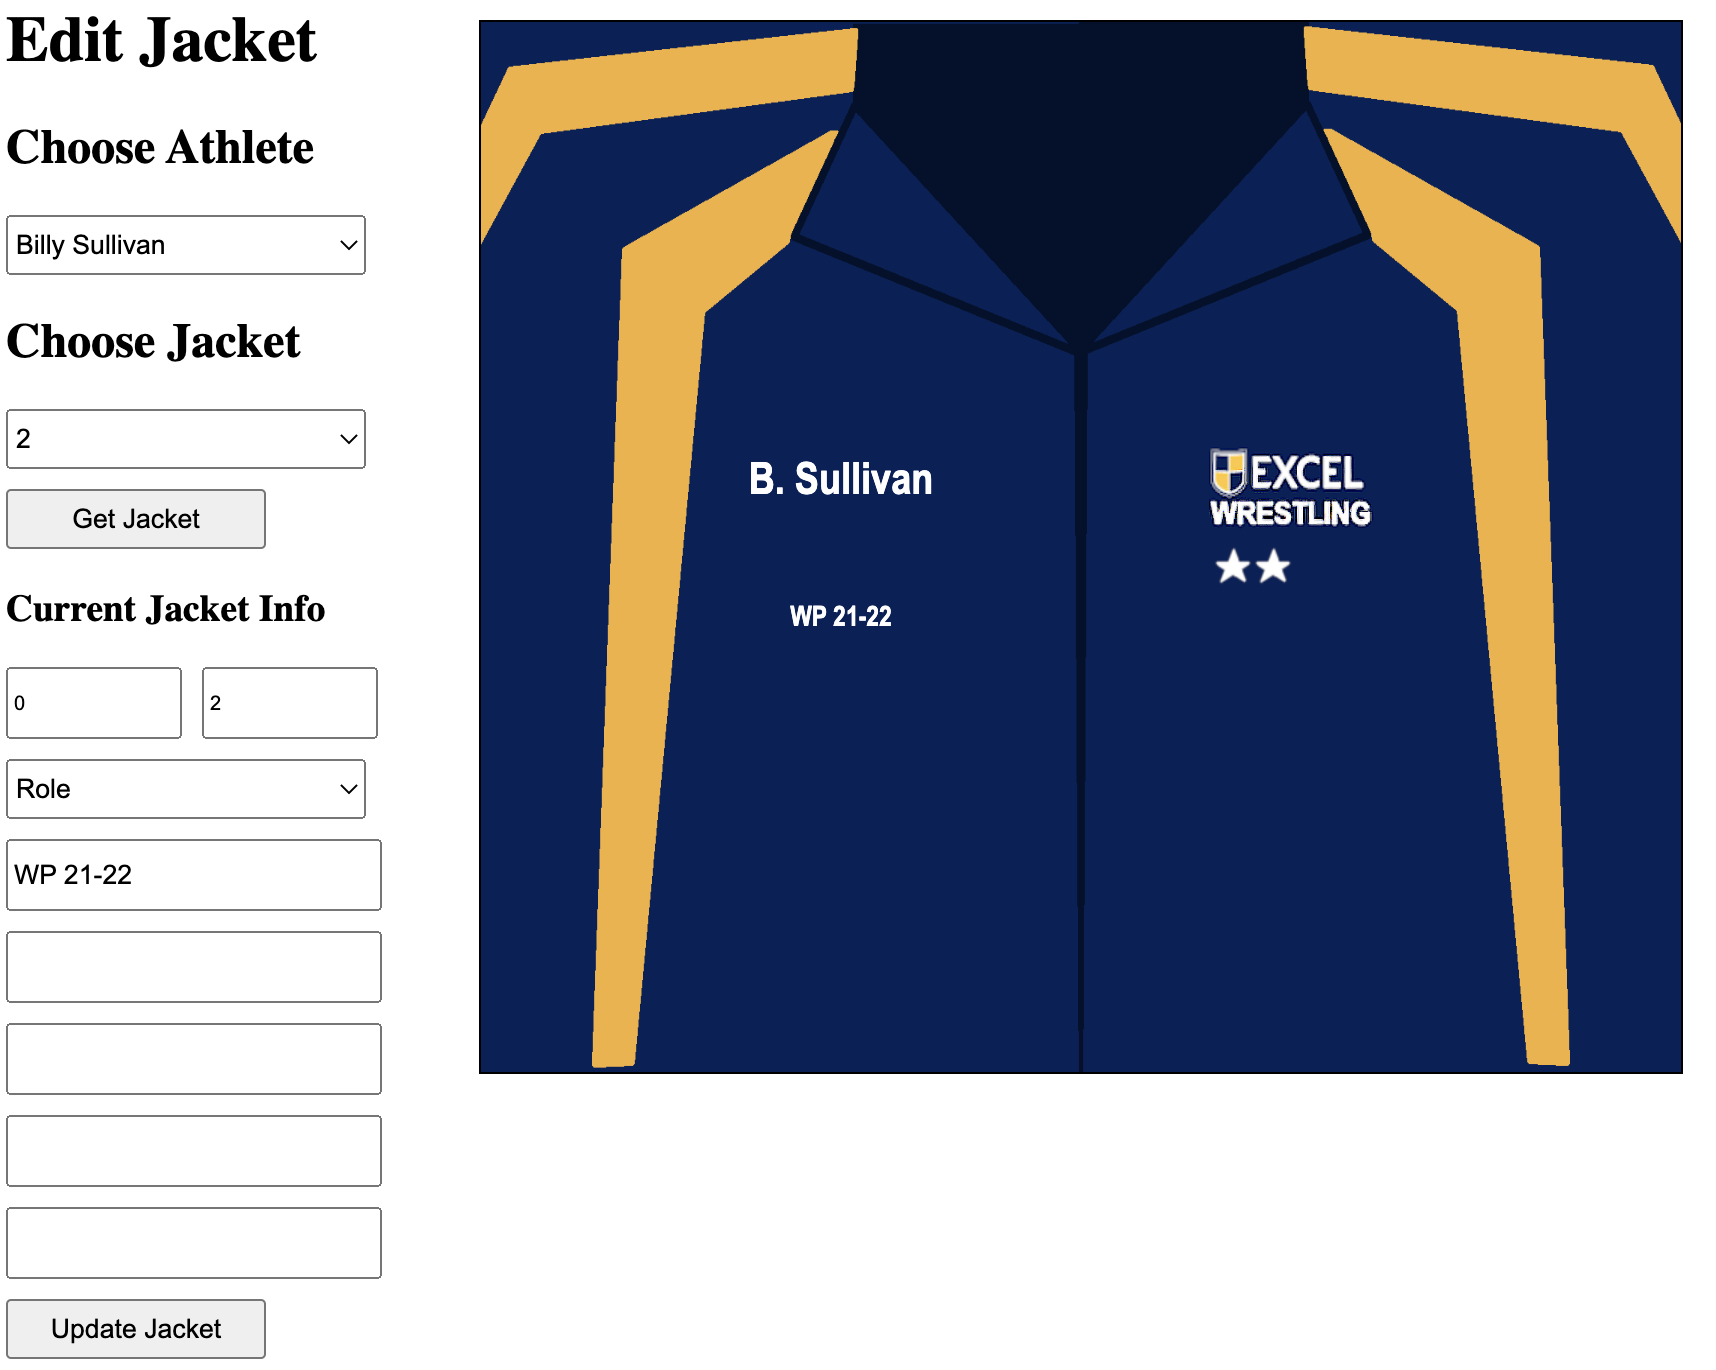 Edit Jacket
Choose Athlete
Billy Sullivan
Choose Jacket
2
Get Jacket
Current Jacket Info
0 2
Role
WP 21-22
Update Jacket
B. Sullivan
WP 21-22
EXCEL
WRESTLING